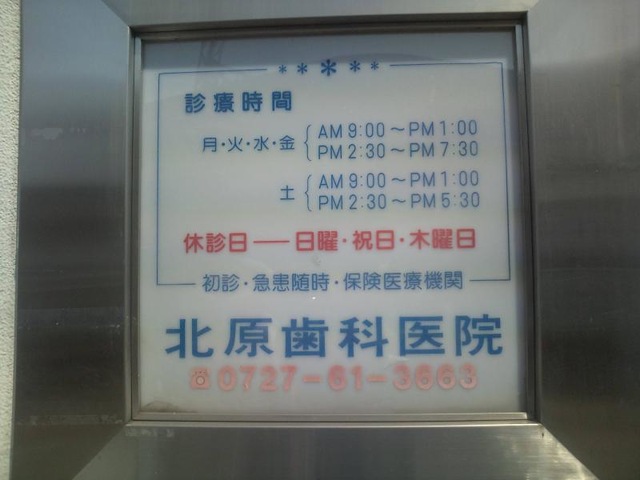 ＊＊＊＊＊
診療時間
月・火・水・金 { AM 9:00～PM 1:00
PM 2:30～PM 7:30
土 { AM 9:00～PM 1:00
PM 2:30～PM 5:30
休診日――日曜・祝日・木曜日
初診・急患随時・保険医療機関
北原歯科医院
☎0727-61-3663